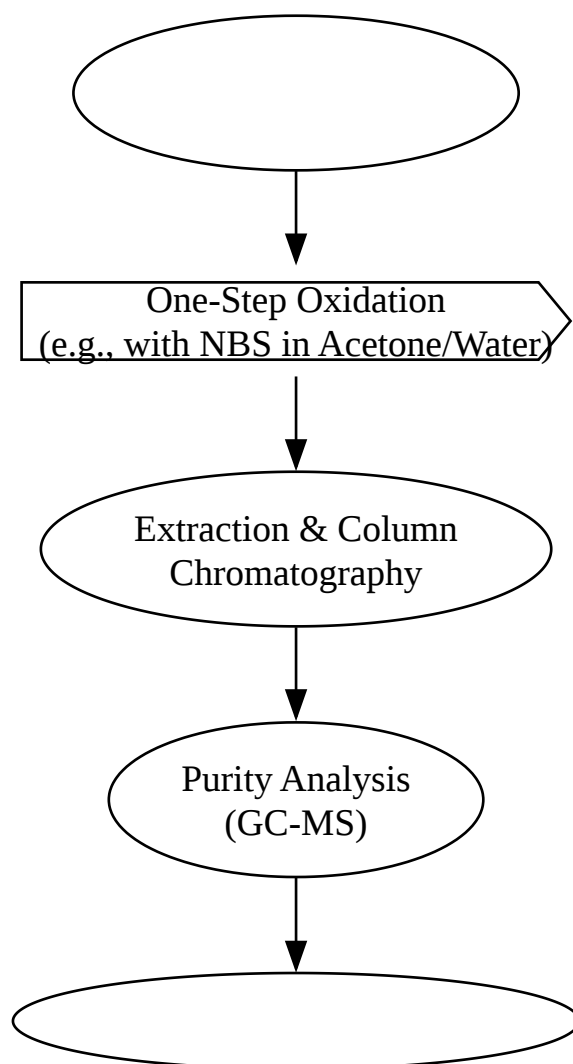 One-Step Oxidation
(e.g., with NBS in Acetone/Water)
Extraction & Column
Chromatography
Purity Analysis
(GC-MS)